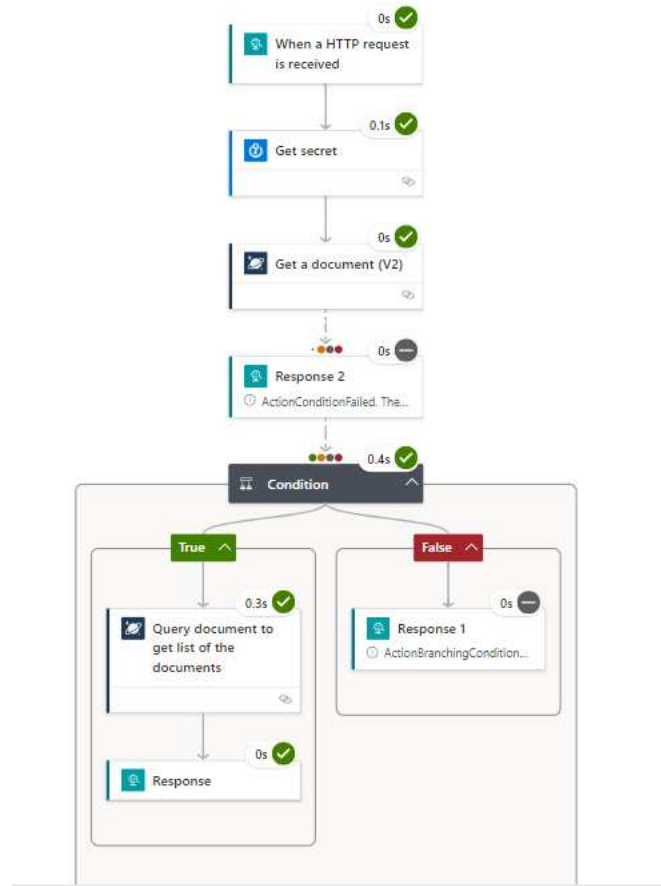 0s
When a HTTP request
is received
0.1s
Get secret
0s
Get a document (V2)
0s
Response 2
ActionConditionFailed. The...
0.4s
Condition
True
False
0.3s
Query document to
get list of the
documents
0s
Response 1
ActionBranchingCondition...
0s
Response